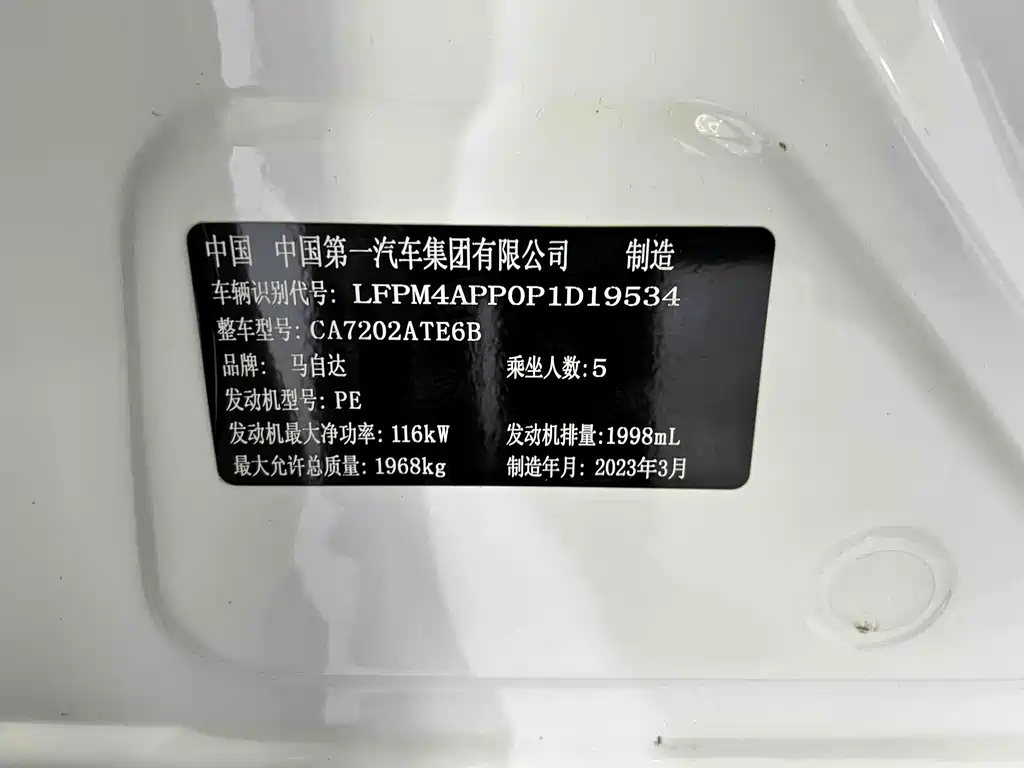 中国 中国第一汽车集团有限公司 制造
车辆识别代号: LFPM4APP0P1D19534
整车型号: CA7202ATE6B
品牌: 马自达 乘坐人数:5
发动机型号: PE
发动机最大净功率: 116kW 发动机排量:1998mL
最大允许总质量: 1968kg 制造年月: 2023年3月